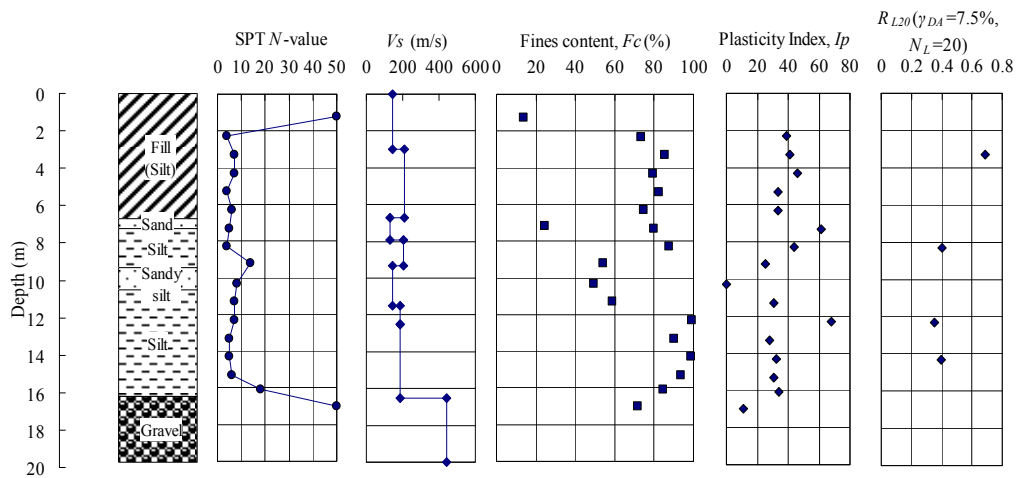 SPT N-value
0 10 20 30 40 50
Vs (m/s)
0 200 400 600
Fines content, Fc (%)
0 20 40 60 80 100
Plasticity Index, Ip
0 20 40 60 80
R L20 (γ DA =7.5%,
N L =20)
0 0.2 0.4 0.6 0.8
Depth (m)
0
2
4
6
8
10
12
14
16
18
20
Fill
(Silt)
Sand
Silt
Sandy
silt
Silt
Gravel